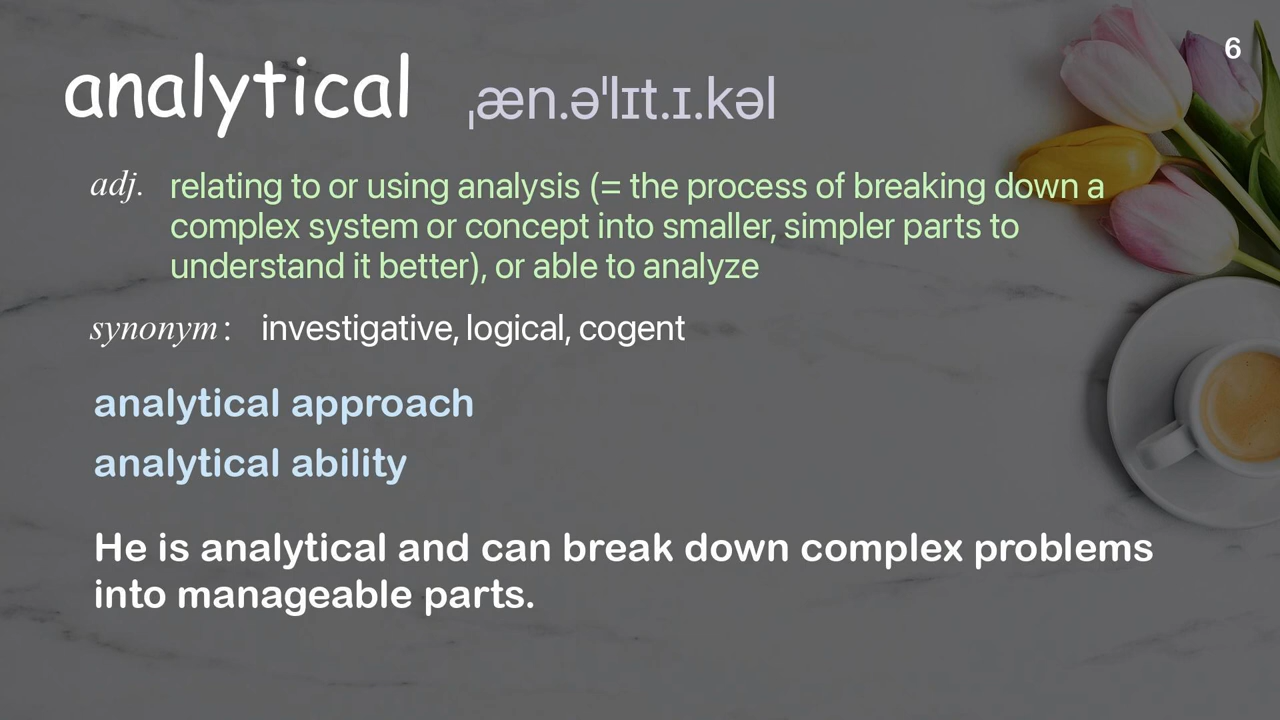 6
analytical ˌæn.əˈlɪt.ɪ.kəl
adj. relating to or using analysis (= the process of breaking down a
complex system or concept into smaller, simpler parts to
understand it better), or able to analyze
synonym: investigative, logical, cogent
analytical approach
analytical ability
He is analytical and can break down complex problems
into manageable parts.